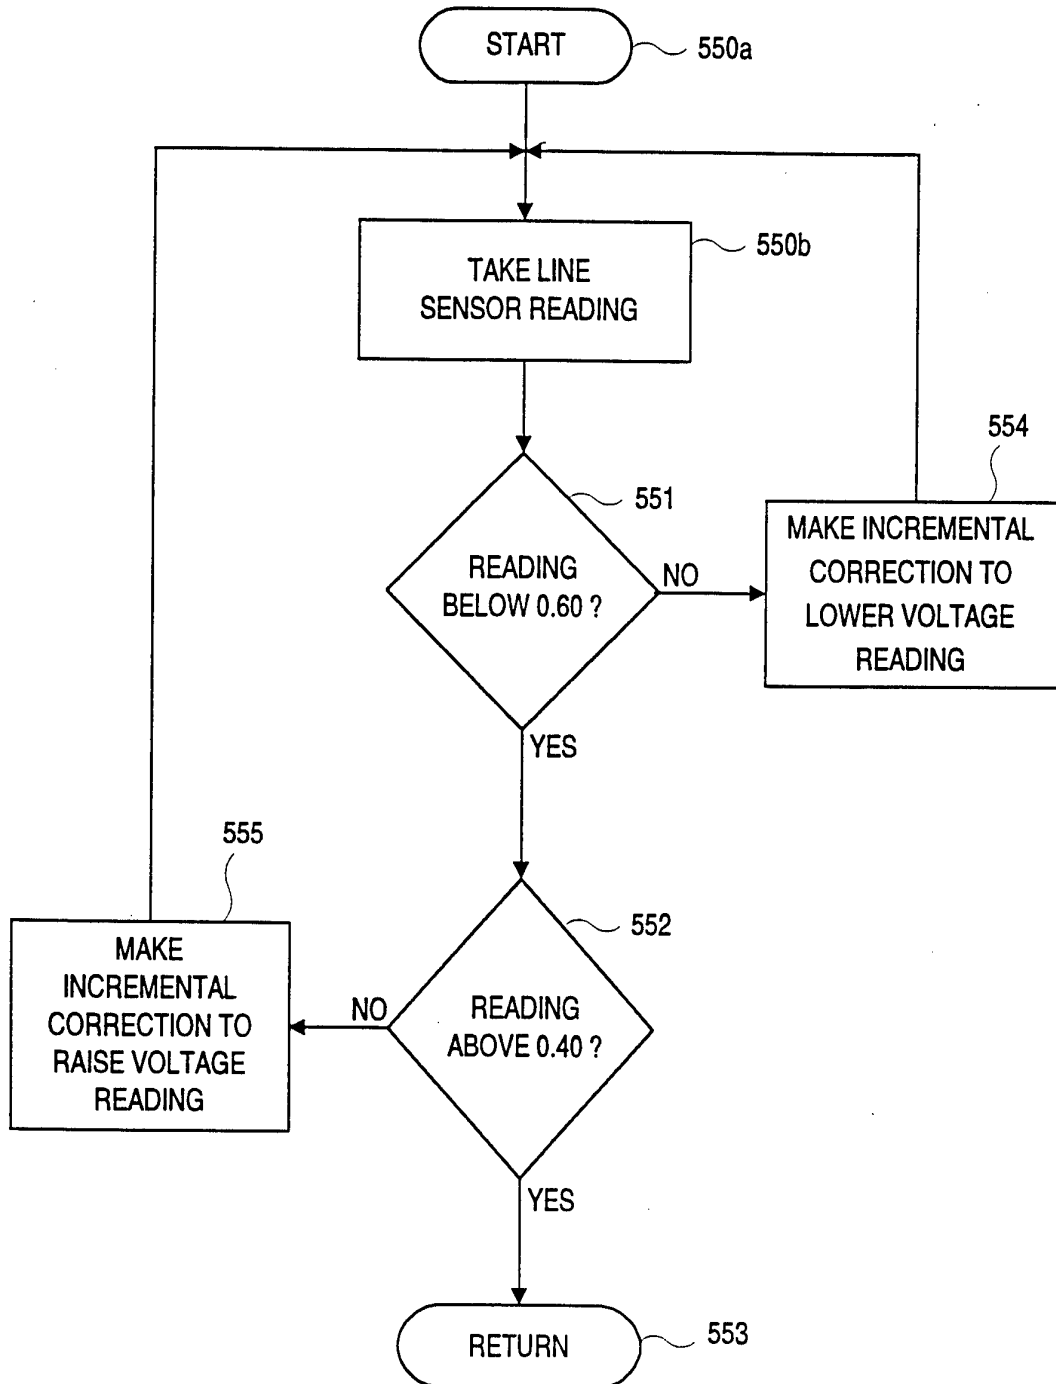 START
550a
TAKE LINE
SENSOR READING
550b
551
READING
BELOW 0.60 ?
NO
554
MAKE INCREMENTAL
CORRECTION TO
LOWER VOLTAGE
READING
YES
555
MAKE
INCREMENTAL
CORRECTION TO
RAISE VOLTAGE
READING
NO
552
READING
ABOVE 0.40 ?
YES
RETURN
553